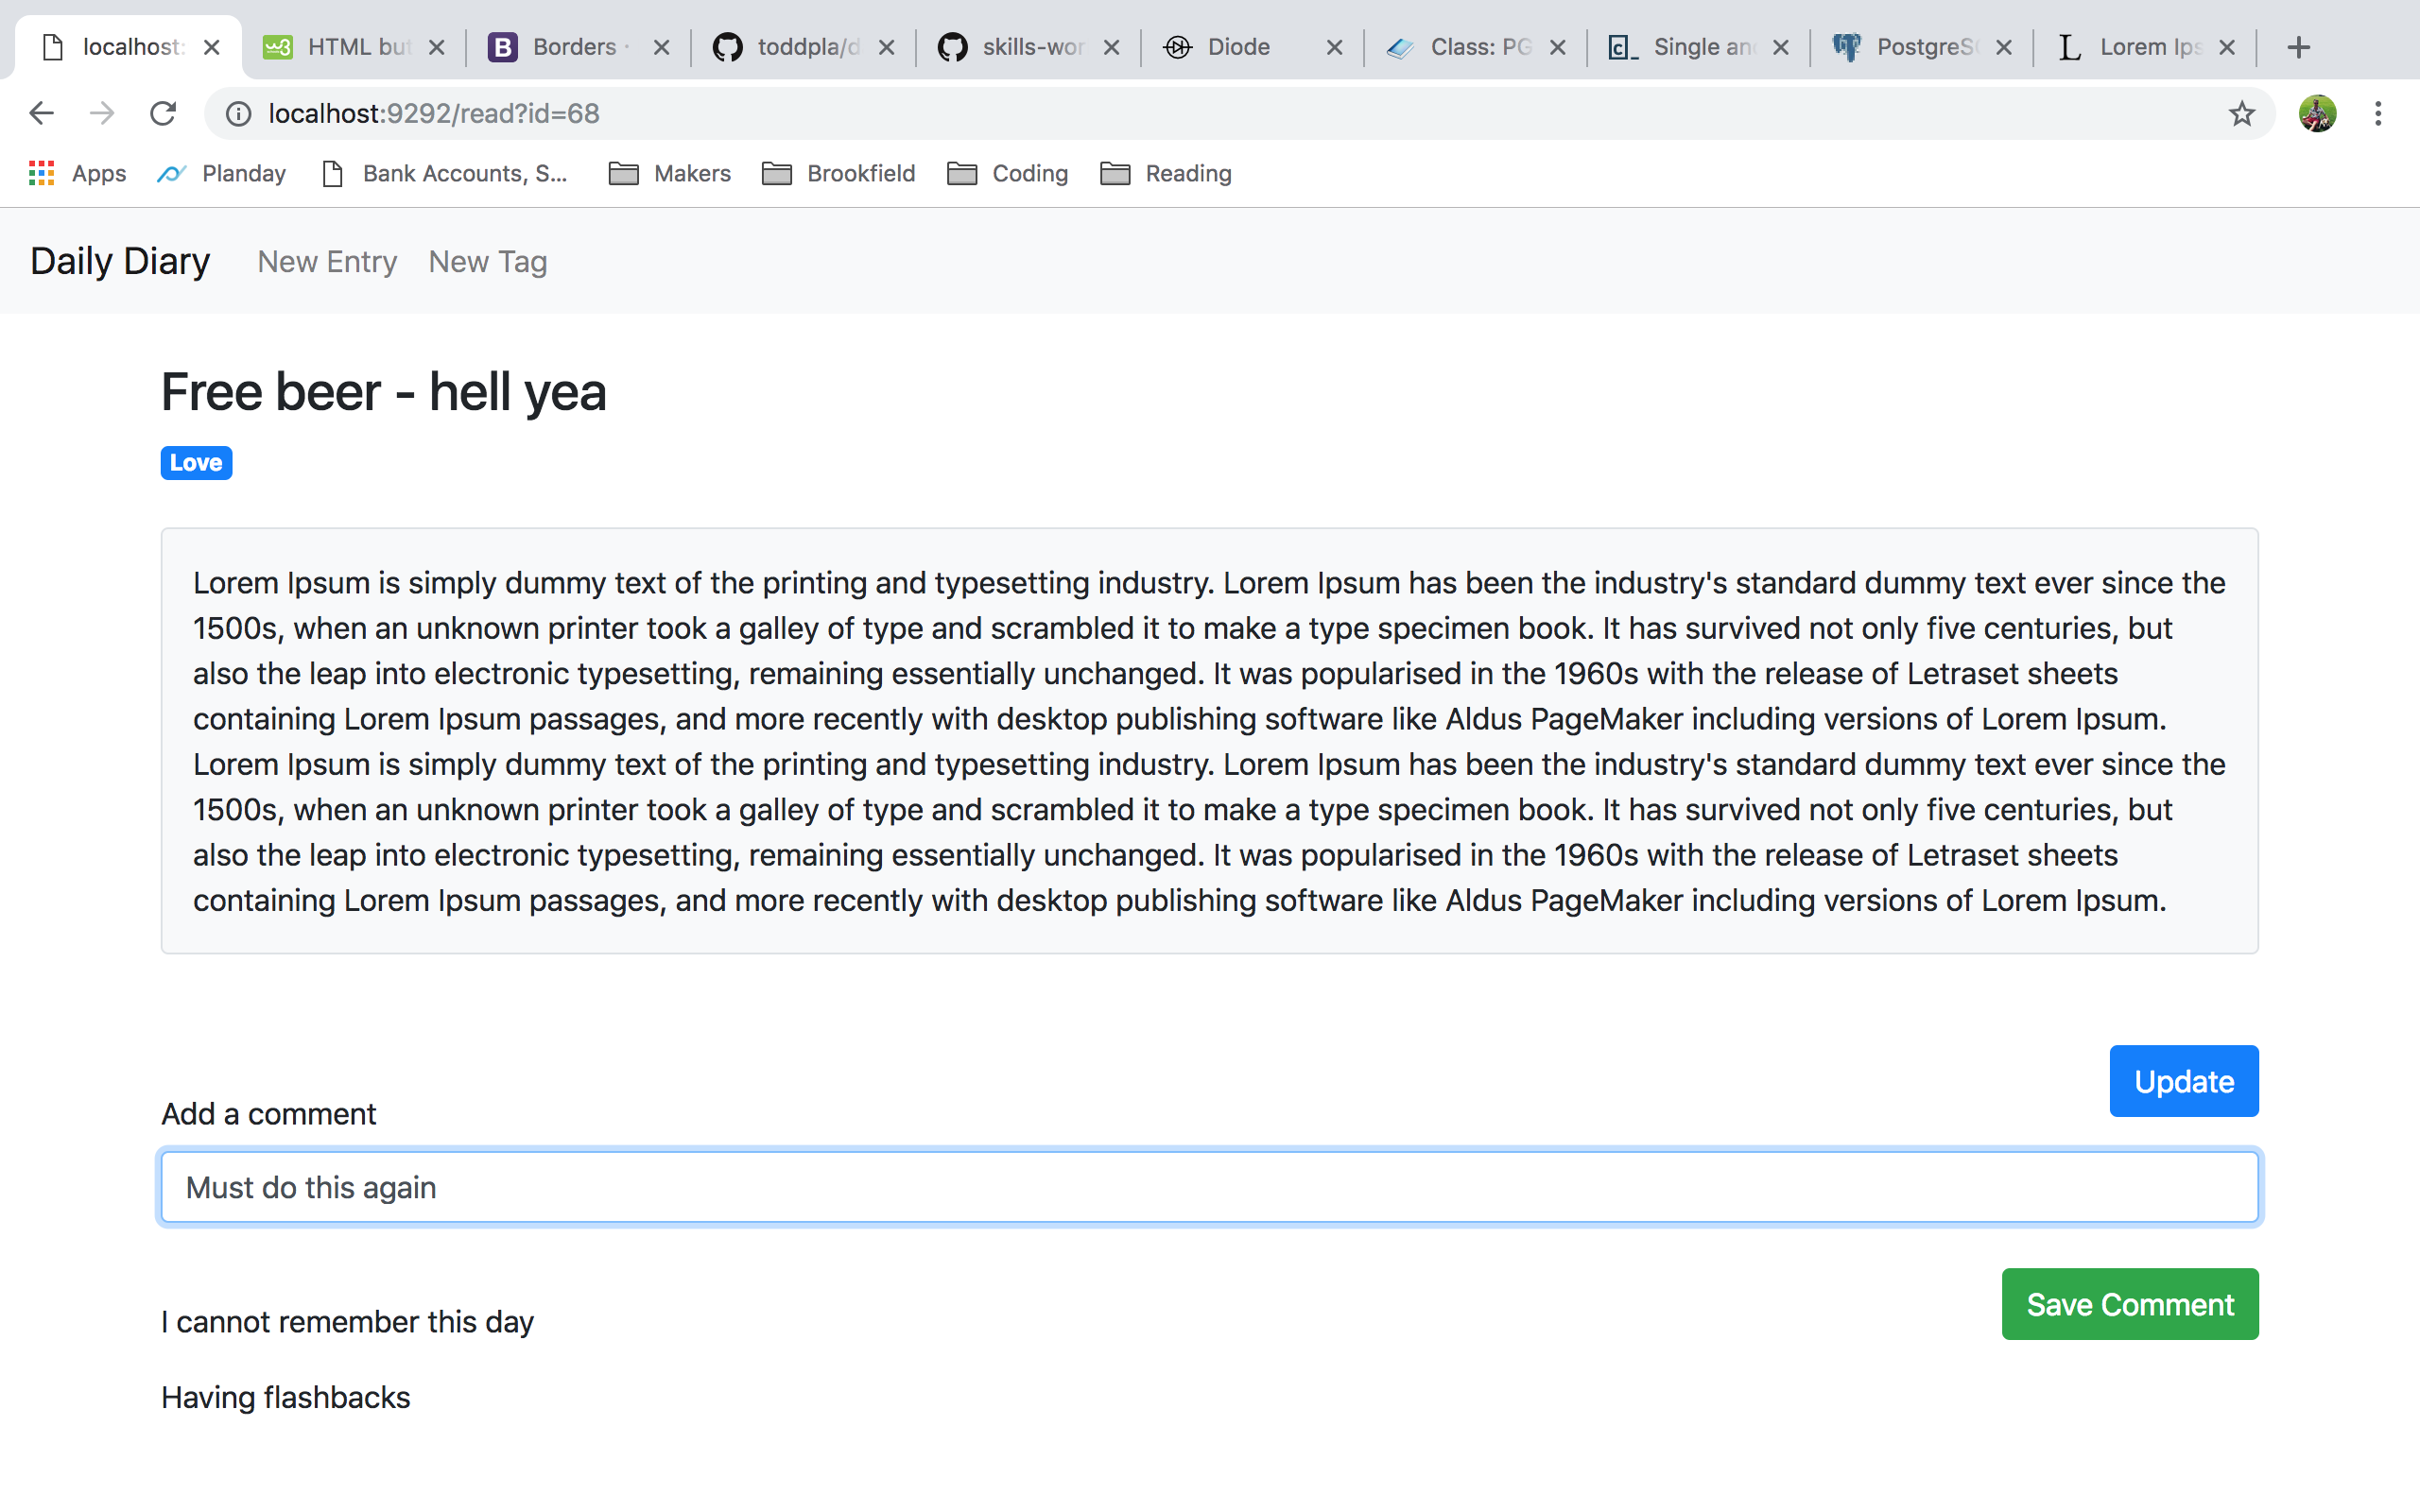 localhost: HTML but Borders · toddpla/d skills-wor Diode Class: PG Single and PostgreS Lorem Ips
localhost:9292/read?id=68
Apps Planday Bank Accounts, S... Makers Brookfield Coding Reading
Daily Diary New Entry New Tag
Free beer - hell yea
Love
Lorem Ipsum is simply dummy text of the printing and typesetting industry. Lorem Ipsum has been the industry's standard dummy text ever since the
1500s, when an unknown printer took a galley of type and scrambled it to make a type specimen book. It has survived not only five centuries, but
also the leap into electronic typesetting, remaining essentially unchanged. It was popularised in the 1960s with the release of Letraset sheets
containing Lorem Ipsum passages, and more recently with desktop publishing software like Aldus PageMaker including versions of Lorem Ipsum.
Lorem Ipsum is simply dummy text of the printing and typesetting industry. Lorem Ipsum has been the industry's standard dummy text ever since the
1500s, when an unknown printer took a galley of type and scrambled it to make a type specimen book. It has survived not only five centuries, but
also the leap into electronic typesetting, remaining essentially unchanged. It was popularised in the 1960s with the release of Letraset sheets
containing Lorem Ipsum passages, and more recently with desktop publishing software like Aldus PageMaker including versions of Lorem Ipsum.
Update
Add a comment
Must do this again
Save Comment
I cannot remember this day
Having flashbacks